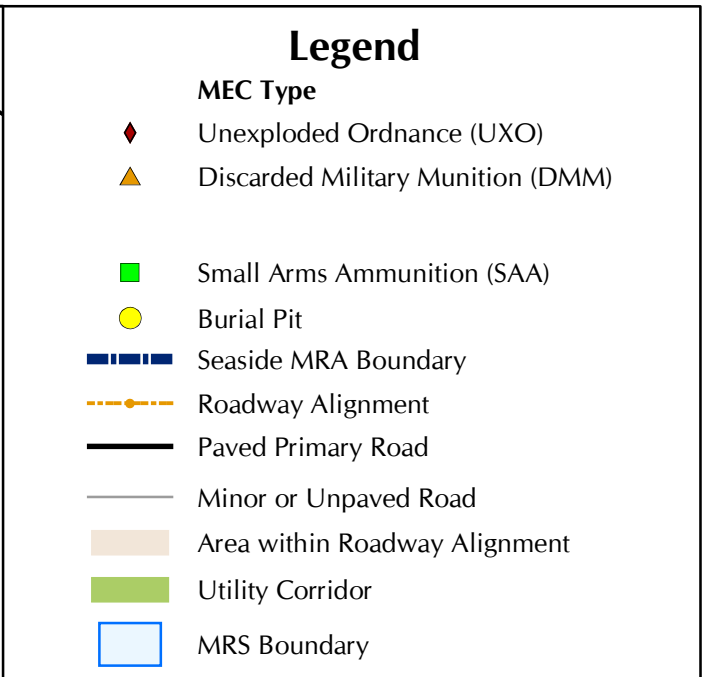 Legend
MEC Type
Unexploded Ordnance (UXO)
Discarded Military Munition (DMM)
Small Arms Ammunition (SAA)
Burial Pit
Seaside MRA Boundary
Roadway Alignment
Paved Primary Road
Minor or Unpaved Road
Area within Roadway Alignment
Utility Corridor
MRS Boundary